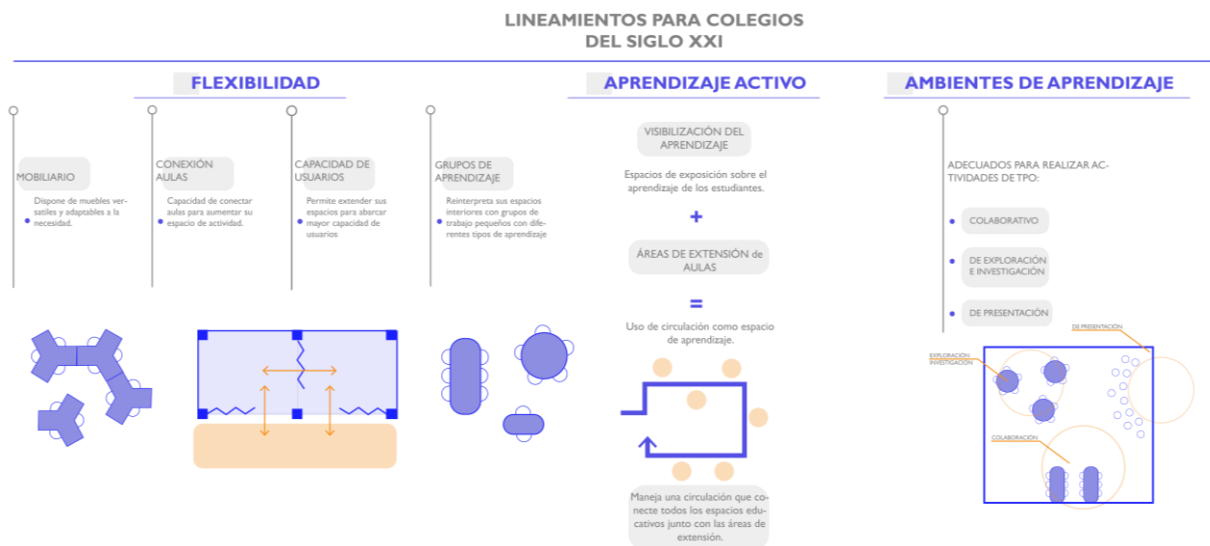 LINEAMIENTOS PARA COLEGIOS
DEL SIGLO XXI
FLEXIBILIDAD
MOBILIARIO
Dispone de muebles ver-
satiles y adaptables a la
necesidad.
CONEXIÓN
AULAS
Capacidad de conectar
aulas para aumentar su
espacio de actividad.
CAPACIDAD DE
USUARIOS
Permite extender sus
espacios para abarcar
mayor capacidad de
usuarios
GRUPOS DE
APRENDIZAJE
Reinterpreta sus espacios
interiores con grupos de
trabajo pequeños con dife-
rentes tipos de aprendizaje
APRENDIZAJE ACTIVO
VISIBILIZACIÓN DEL
APRENDIZAJE
Espacios de exposición sobre el
aprendizaje de los estudiantes.
+
ÁREAS DE EXTENSIÓN de
AULAS
=
Uso de circulación como espacio
de aprendizaje.
Maneja una circulación que co-
necte todos los espacios edu-
cativos junto con las áreas de
extensión.
AMBIENTES DE APRENDIZAJE
ADECUADOS PARA REALIZAR AC-
TIVIDADES DE TPO:
COLABORATIVO
DE EXPLORACIÓN
E INVESTIGACIÓN
DE PRESENTACIÓN
DE PRESENTACIÓN
EXPLORACIÓN
INVESTIGACIÓN
COLABORACIÓN